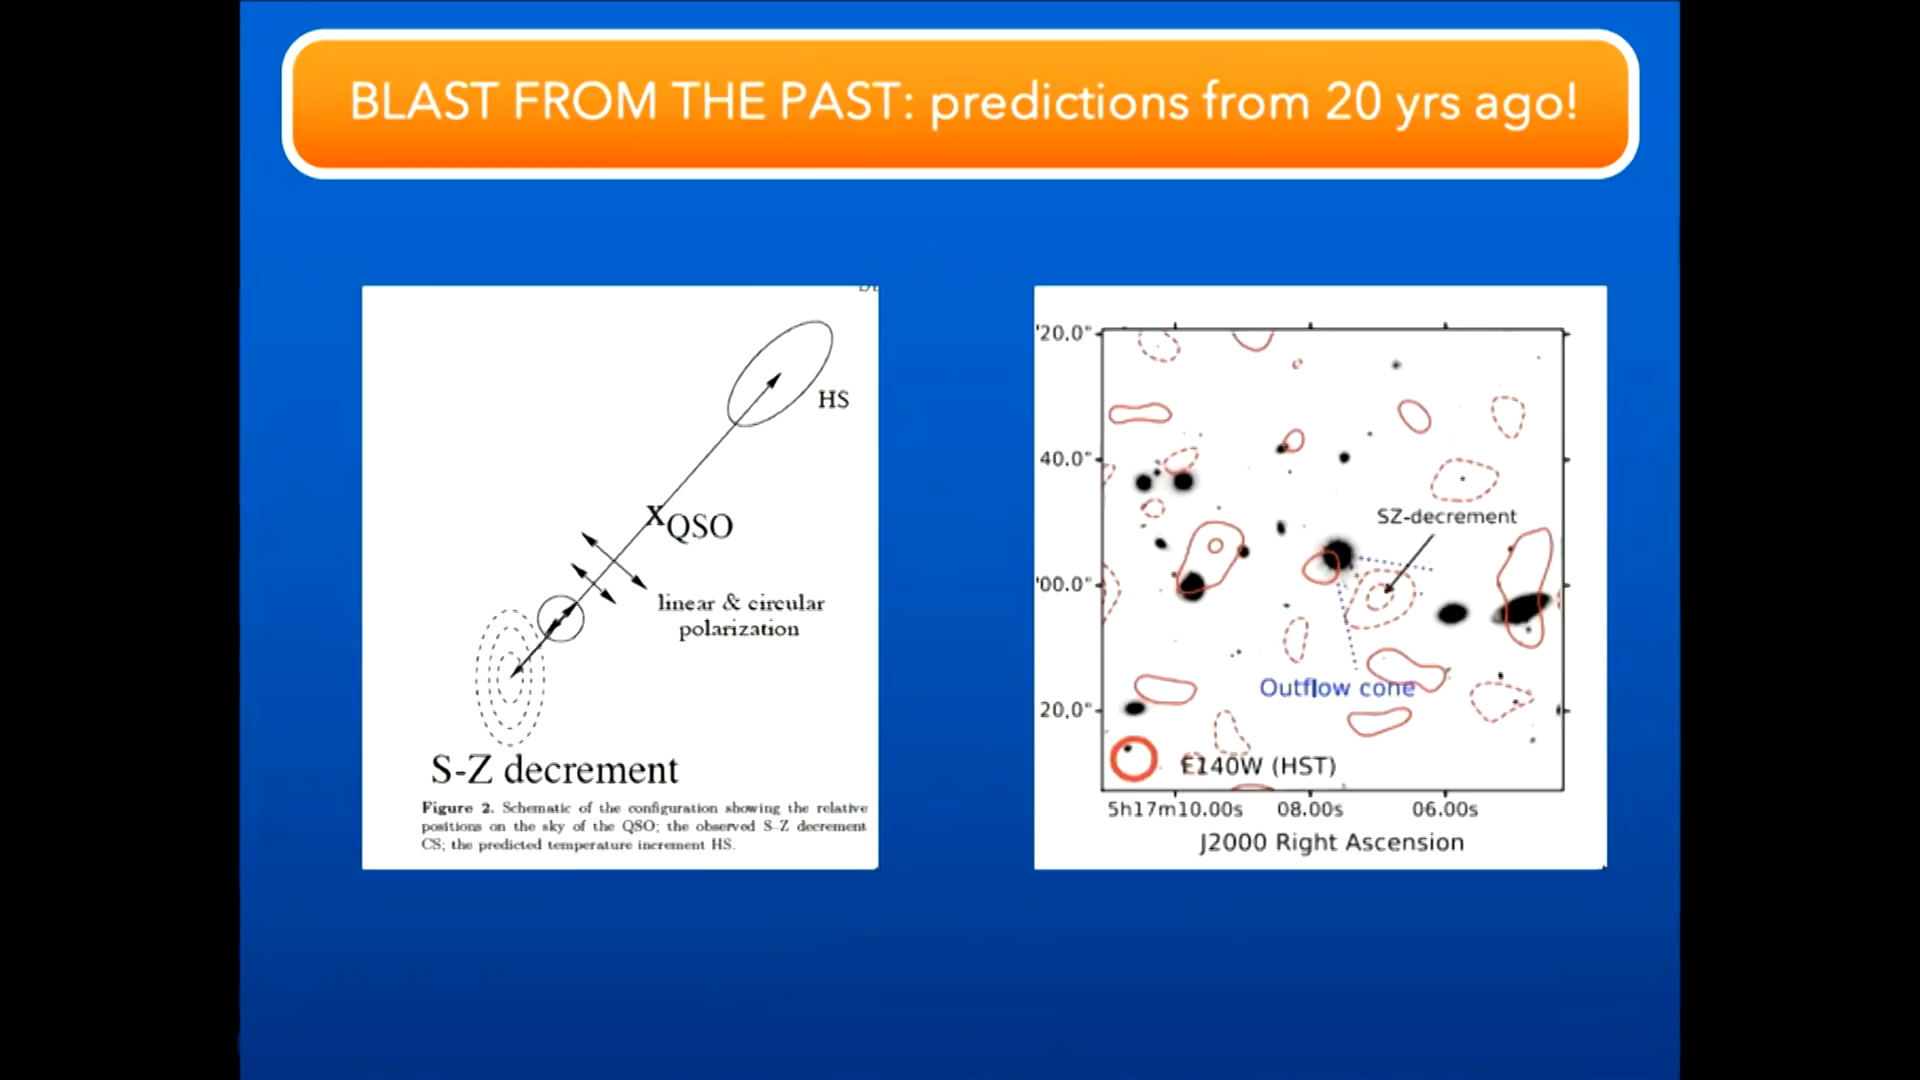 BLAST FROM THE PAST: predictions from 20 yrs ago!
HS
XQSO
linear & circular
polarization
S-Z decrement
Figure 2. Schematic of the configuration showing the relative
positions on the sky of the QSO; the observed S-Z decrement
CS; the predicted temperature increment HS.
'20.0"
40.0"
SZ-decrement
'00.0"
Outflow cone
20.0"
F140W (HST)
5h17m10.00s 08.00s 06.00s
J2000 Right Ascension